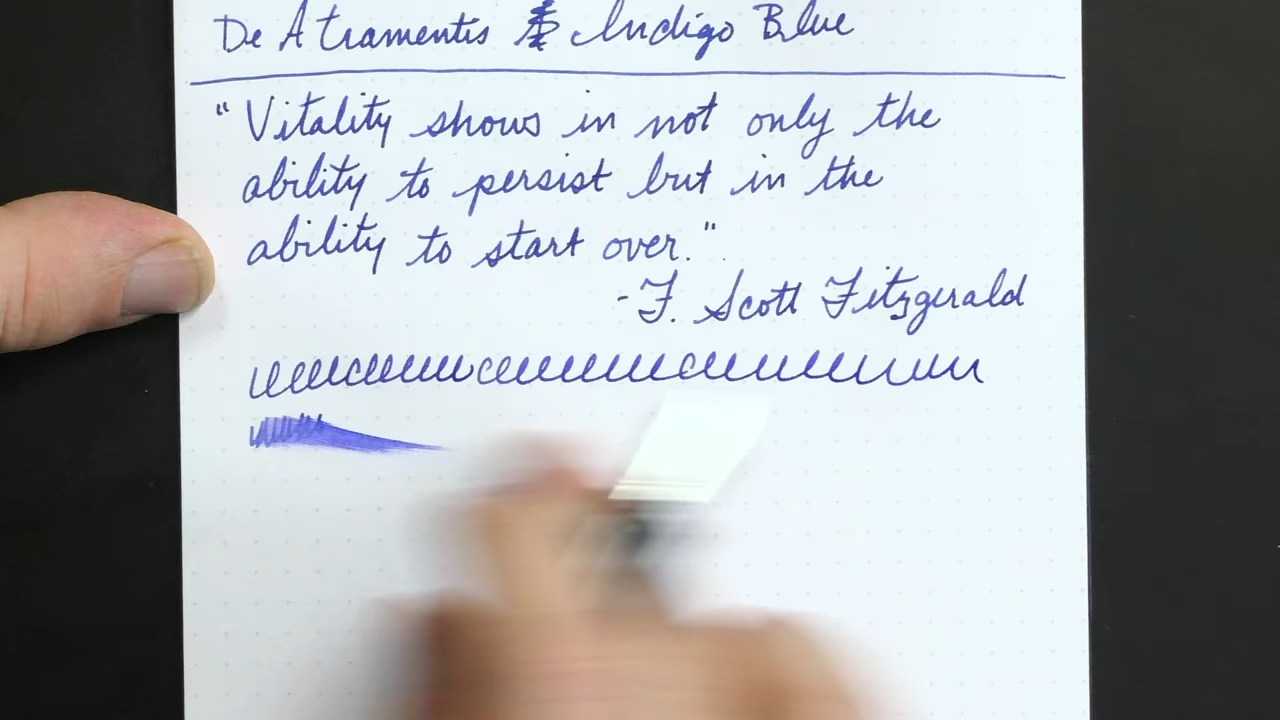 De Atramentis Indigo Blue
"Vitality shows in not only the
ability to persist but in the
ability to start over."
-F. Scott Fitzgerald